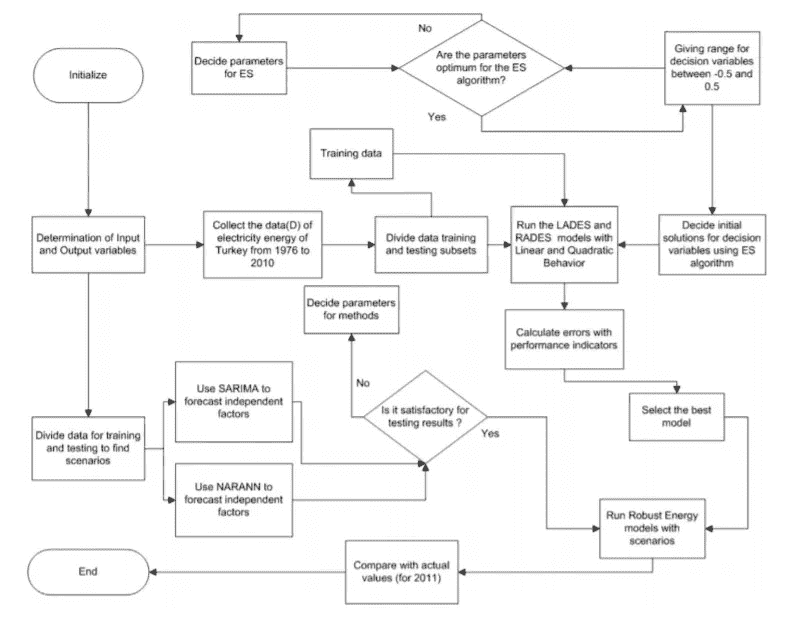 No
Decide parameters
for ES
Are the parameters
optimum for the ES
algorithm?
Giving range for
decision variables
between -0.5 and
0.5
Initialize
Yes
Training data
Determination of Input
and Output variables
Collect the data(D) of
electricity energy of
Turkey from 1976 to
2010
Divide data training
and testing subsets
Run the LADES and
RADES models with
Linear and Quadratic
Behavior
Decide initial
solutions for decision
variables using ES
algorithm
Decide parameters
for methods
Calculate errors with
performance indicators
Use SARIMA to
forecast independent
factors
No
Is it satisfactory for
testing results ?
Yes
Select the best
model
Divide data for training
and testing to find
scenarios
Use NARANN to
forecast independent
factors
Run Robust Energy
models with
scenarios
End
Compare with actual
values (for 2011)